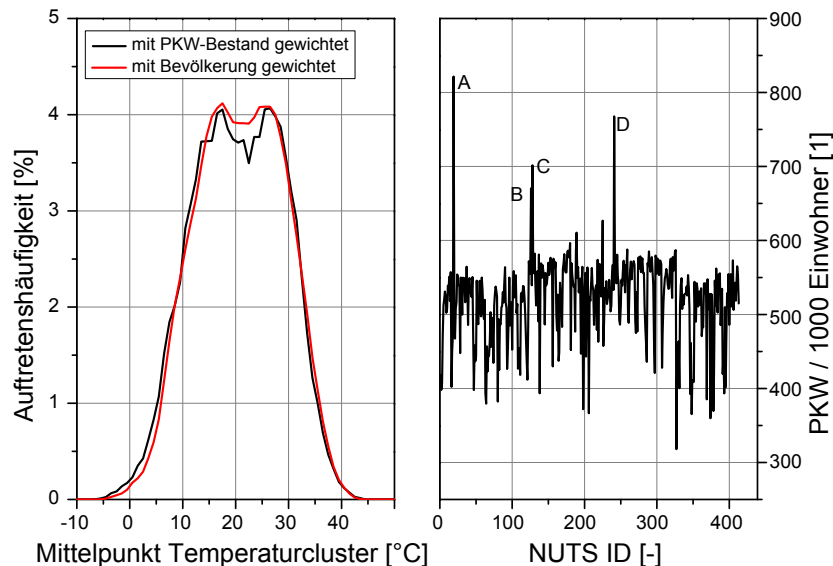 5
4
3
2
1
0
Auftretenshäufigkeit [%]
mit PKW-Bestand gewichtet
mit Bevölkerung gewichtet
-10 0 10 20 30 40
Mittelpunkt Temperaturcluster [°C]
A
B
C
D
900
800
700
600
500
400
300
PKW / 1000 Einwohner [1]
0 100 200 300 400
NUTS ID [-]